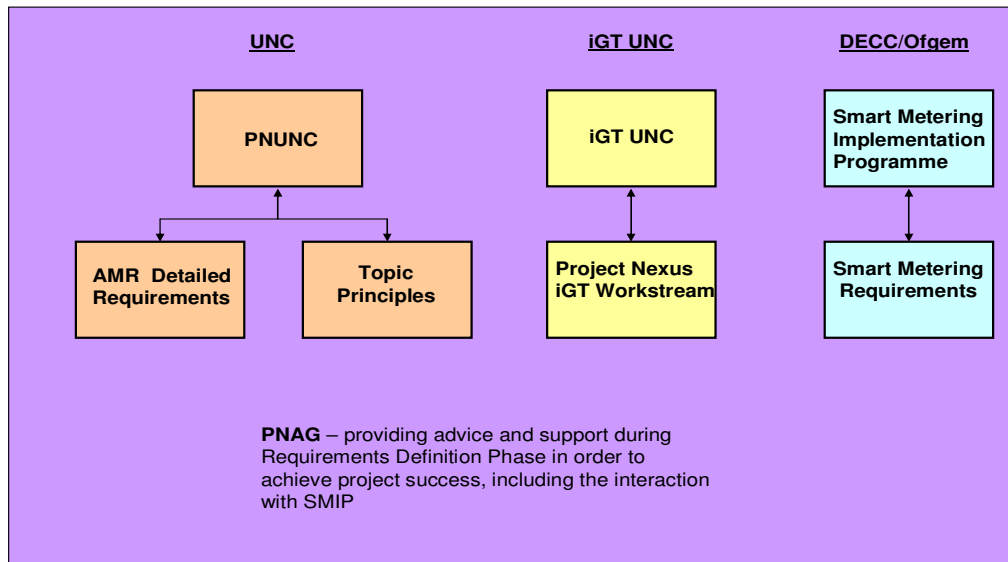 UNC
iGT UNC
DECC/Ofgem
PNUNC
iGT UNC
Smart Metering
Implementation
Programme
AMR Detailed
Requirements
Topic
Principles
Project Nexus
iGT Workstream
Smart Metering
Requirements
PNAG – providing advice and support during
Requirements Definition Phase in order to
achieve project success, including the interaction
with SMIP